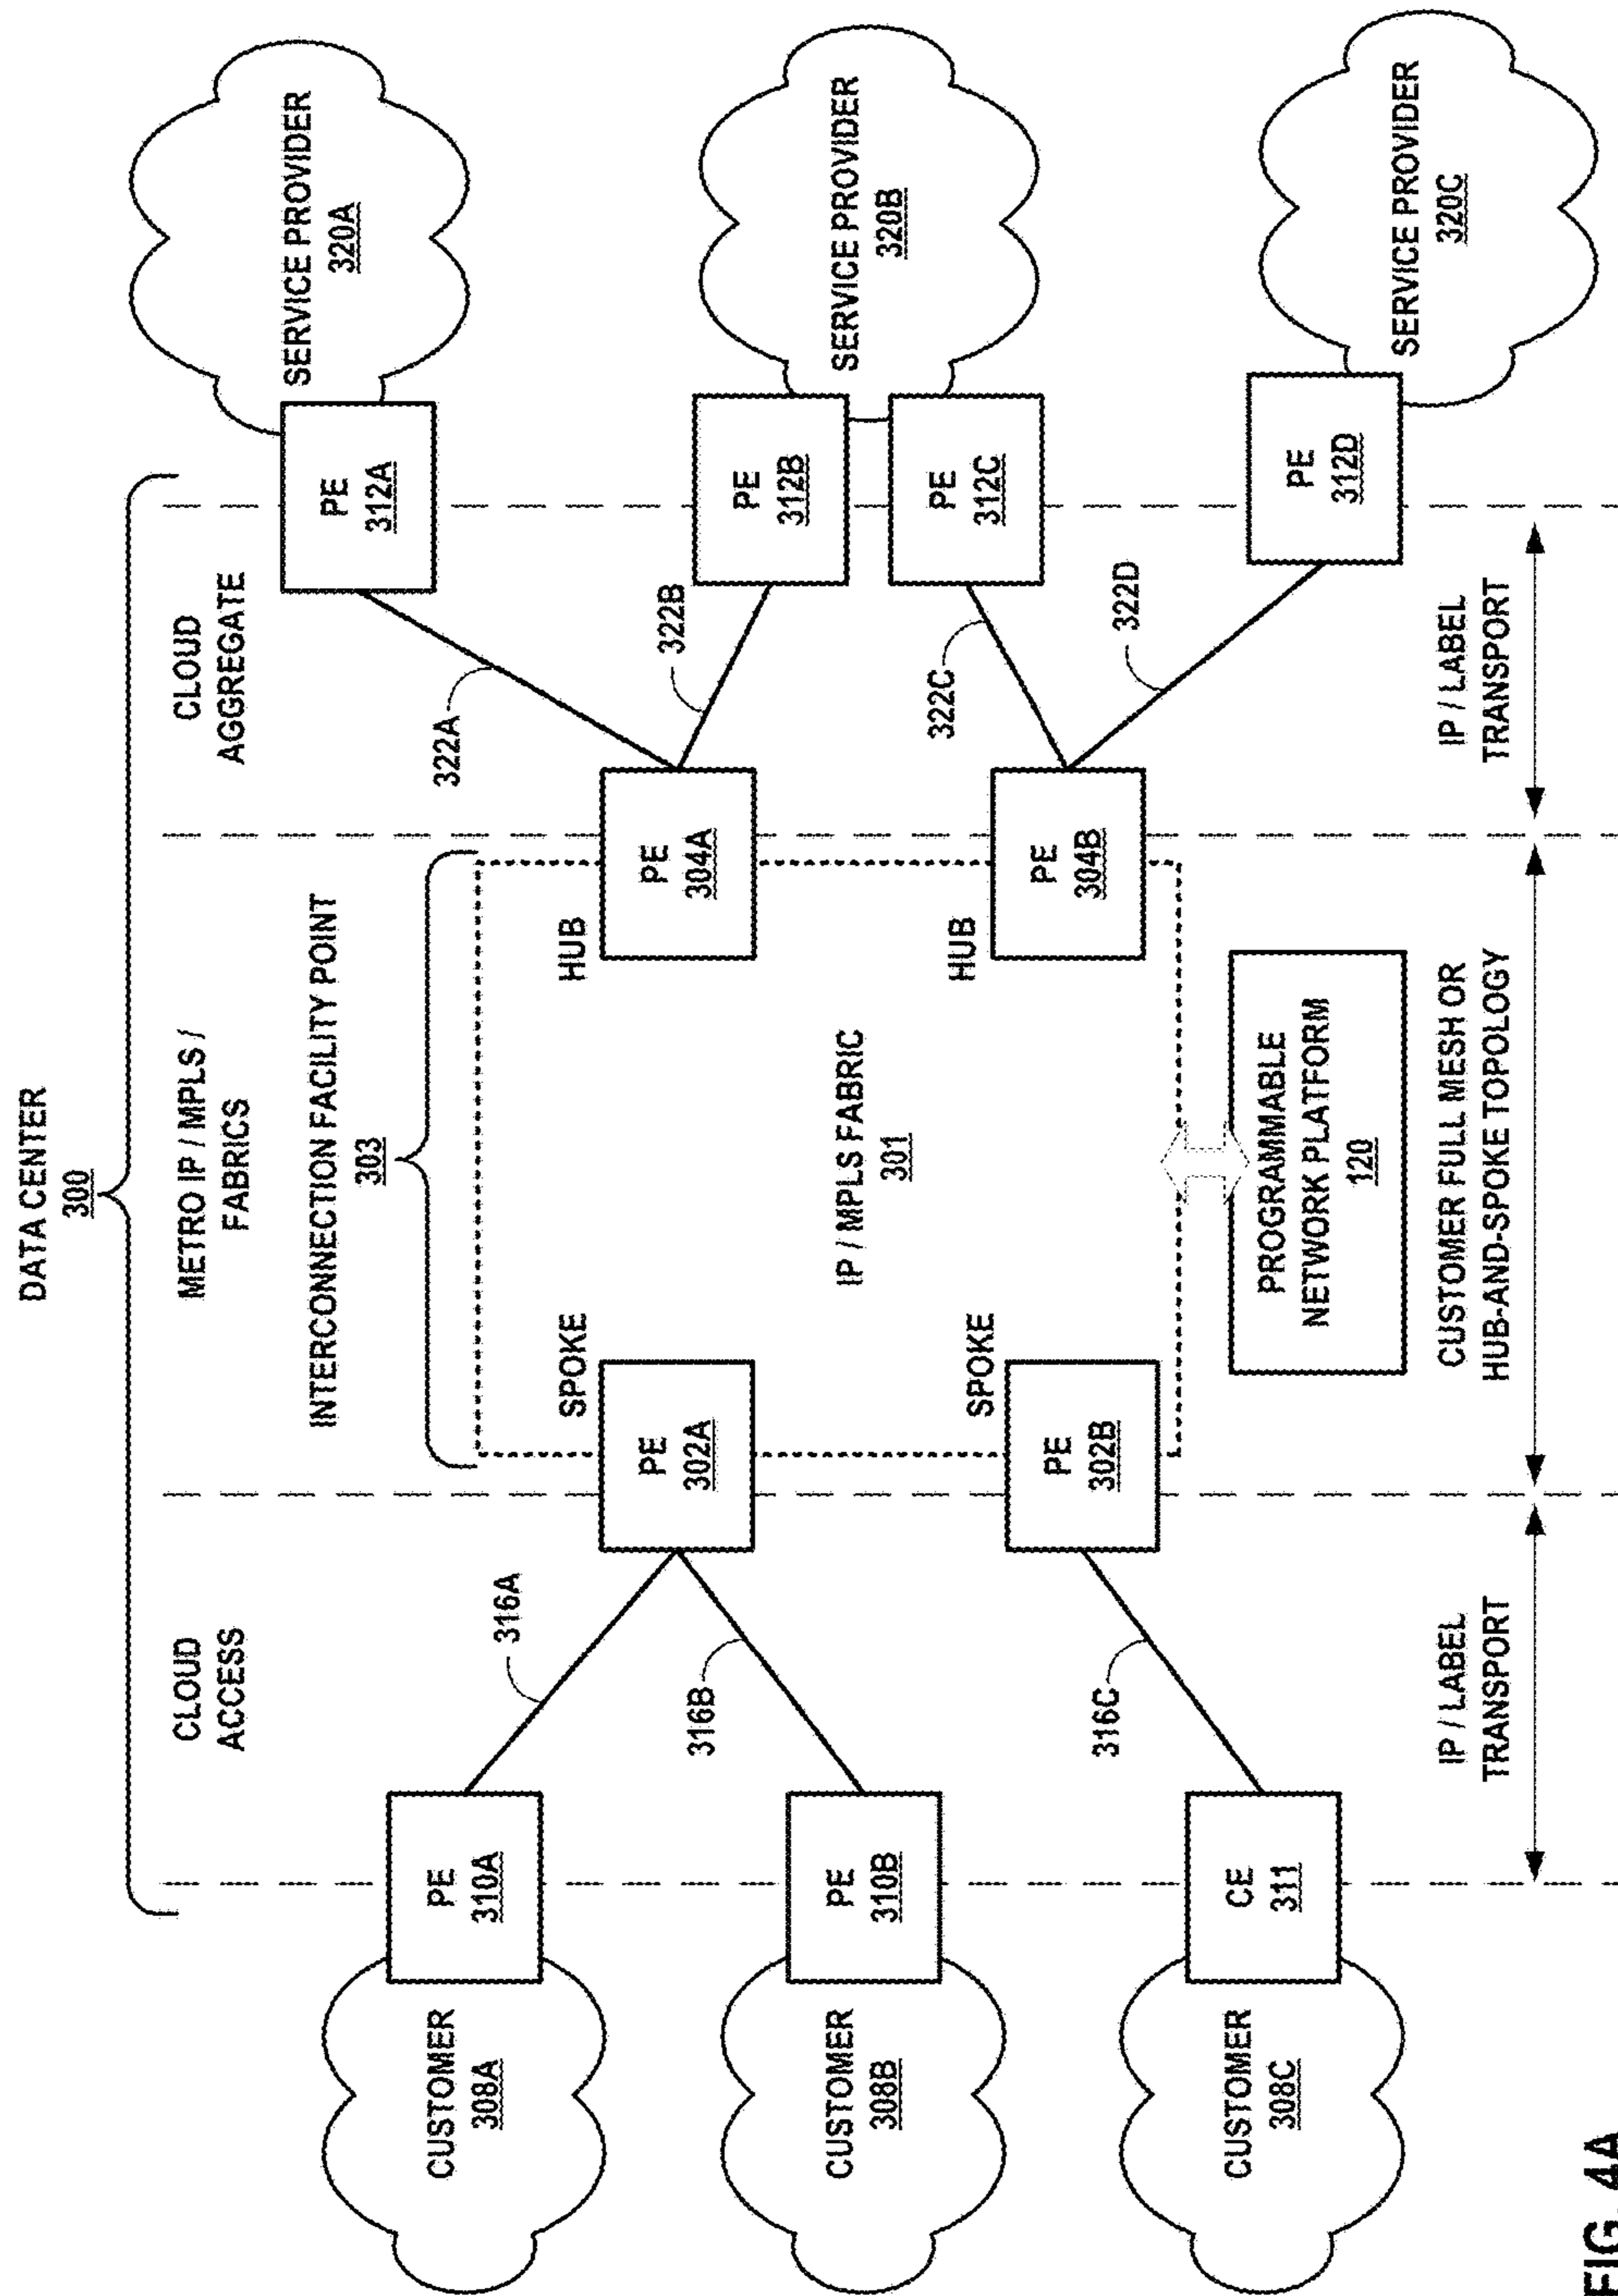 DATA CENTER
300
CLOUD
ACCESS
METRO IP / MPLS /
FABRICS
CLOUD
AGGREGATE
INTERCONNECTION FACILITY POINT
303
CUSTOMER
308A
PE
310A
316A
SPOKE
PE
302A
HUB
PE
304A
322A
PE
312A
SERVICE PROVIDER
320A
CUSTOMER
308B
PE
310B
316B
IP / MPLS FABRIC
301
322B
PE
312B
SERVICE PROVIDER
320B
PE
312C
322C
CUSTOMER
308C
CE
311
316C
SPOKE
PE
302B
HUB
PE
304B
322D
PE
312D
SERVICE PROVIDER
320C
PROGRAMMABLE
NETWORK PLATFORM
120
IP / LABEL
TRANSPORT
CUSTOMER FULL MESH OR
HUB-AND-SPOKE TOPOLOGY
IP / LABEL
TRANSPORT
FIG. 4A